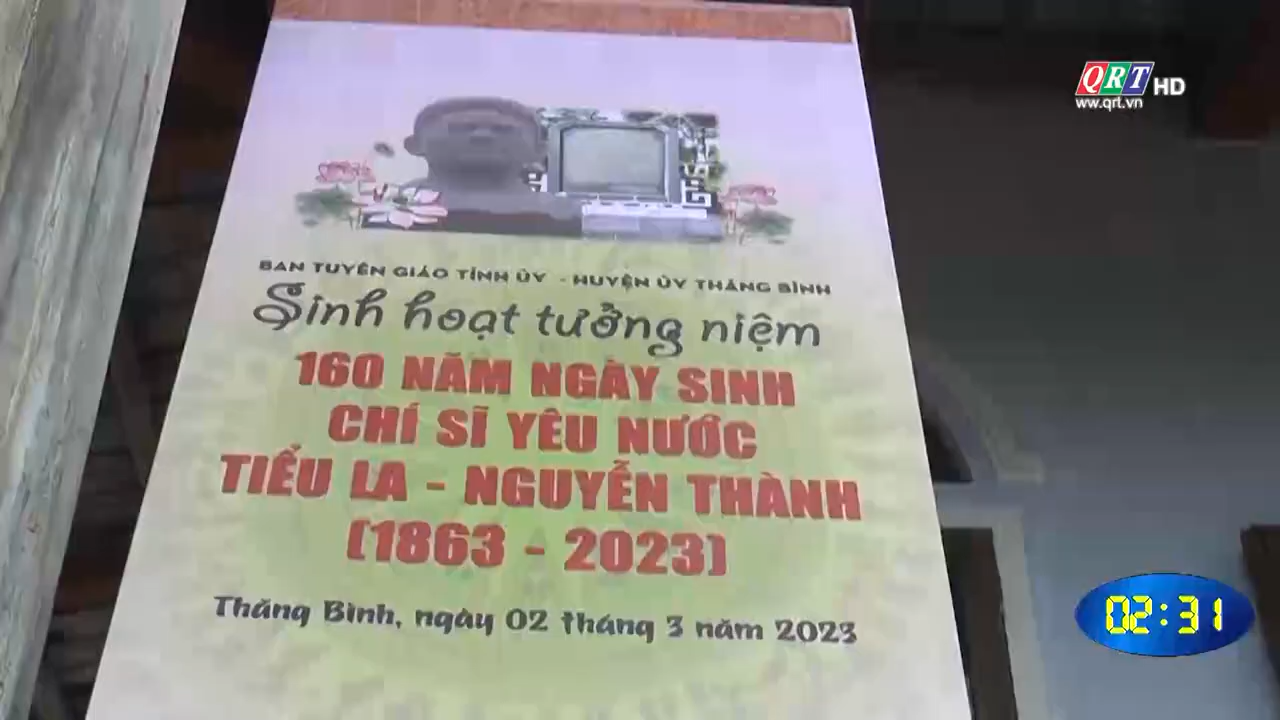 QRT HD
ww.qrt.vn
BAN TUYÊN GIÁO TỈNH ỦY - HUYỆN ỦY THĂNG BÌNH
Sinh hoạt tưởng niệm
160 NĂM NGÀY SINH
CHÍ SĨ YÊU NƯỚC
TIỂU LA - NGUYỄN THÀNH
(1863 - 2023)
Thăng Bình, ngày 02 tháng 3 năm 2023
02:31